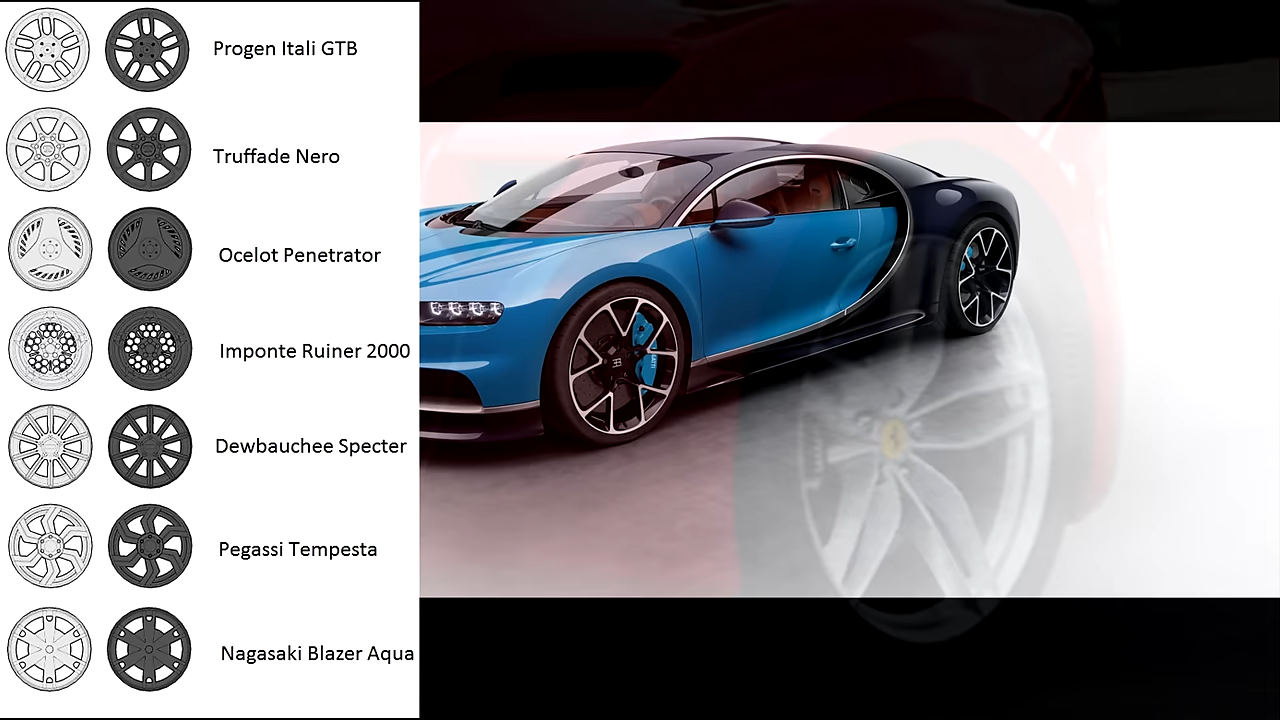 Progen Itali GTB
Truffade Nero
Ocelot Penetrator
Imponte Ruiner 2000
Dewbauchee Specter
Pegassi Tempesta
Nagasaki Blazer Aqua